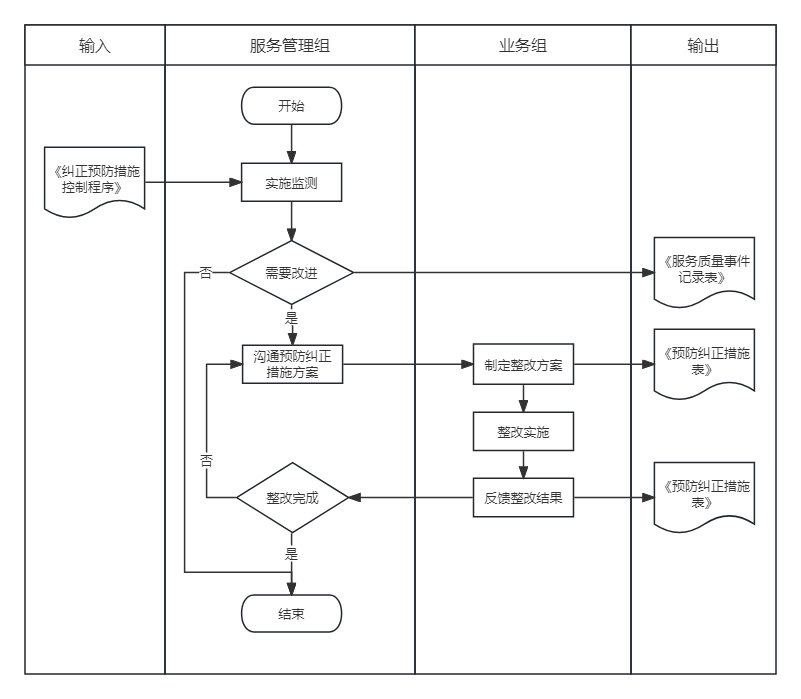 输入
服务管理组
业务组
输出
开始
《纠正预防措施
控制程序》
实施监测
否
需要改进
《服务质量事件
记录表》
是
沟通预防纠正
措施方案
制定整改方案
《预防纠正措施
表》
整改实施
否
整改完成
反馈整改结果
《预防纠正措施
表》
是
结束